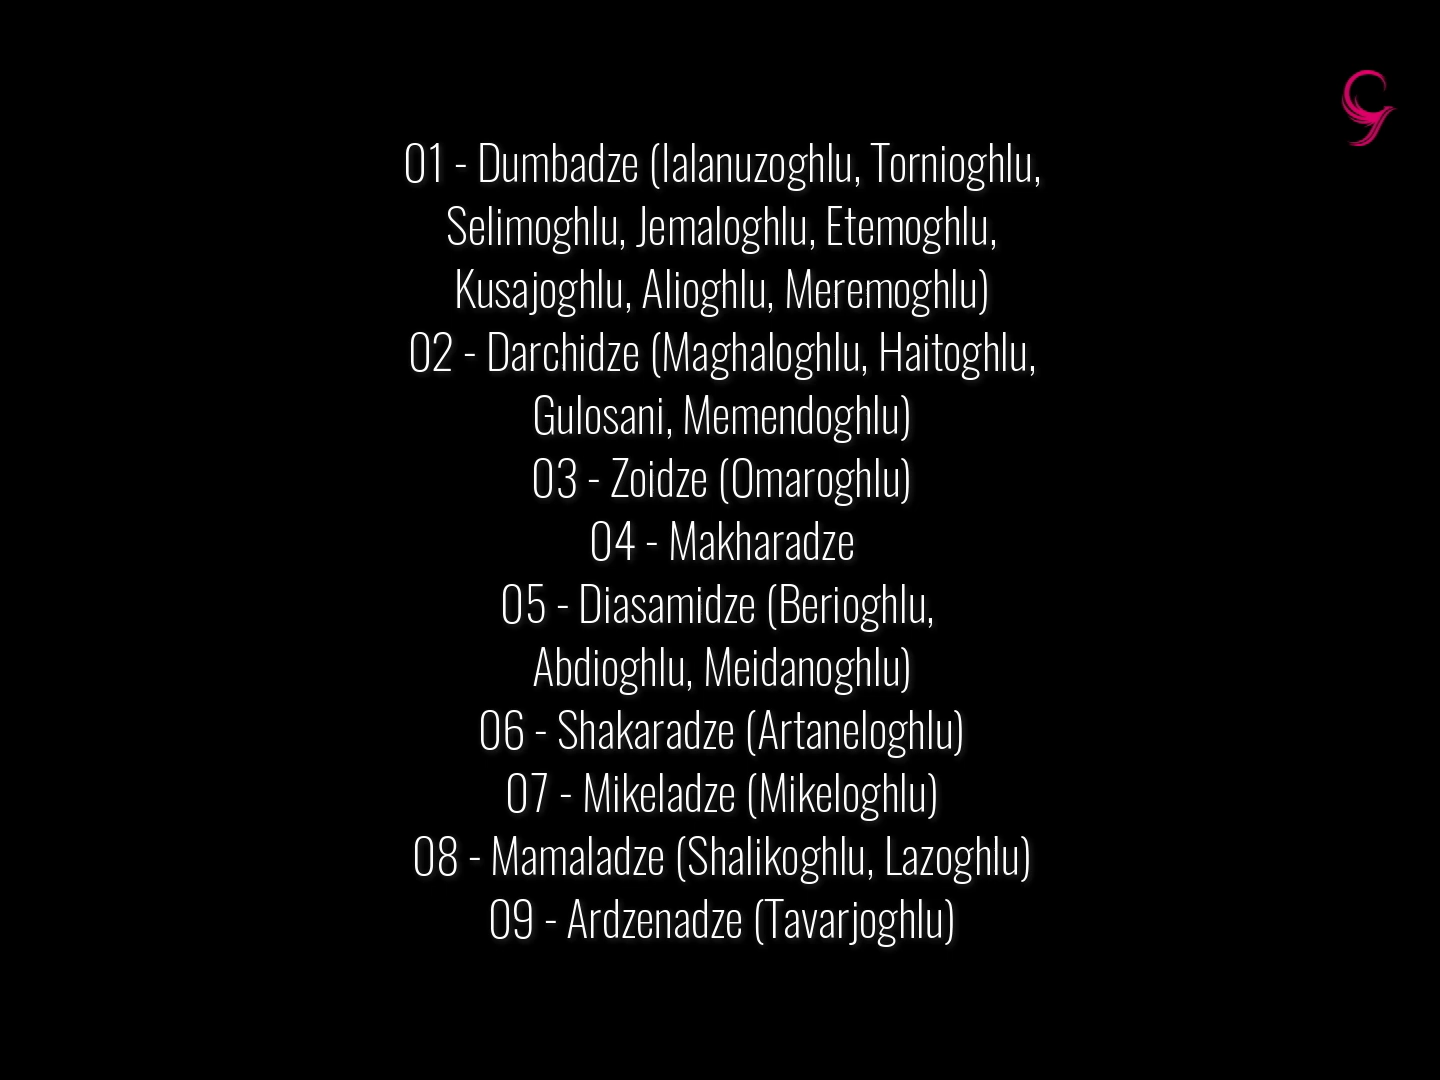 01 - Dumbadze (Ialanuzoghlu, Tornioghlu,
Selimoghlu, Jemaloghlu, Etemoghlu,
Kusajoghlu, Alioghlu, Meremoghlu)
02 - Darchidze (Maghaloghlu, Haitoghlu,
Gulosani, Memendoghlu)
03 - Zoidze (Omaroghlu)
04 - Makharadze
05 - Diasamidze (Berioghlu,
Abdioghlu, Meidanoghlu)
06 - Shakaradze (Artaneloghlu)
07 - Mikeladze (Mikeloghlu)
08 - Mamaladze (Shalikoghlu, Lazoghlu)
09 - Ardzenadze (Tavarjoghlu)